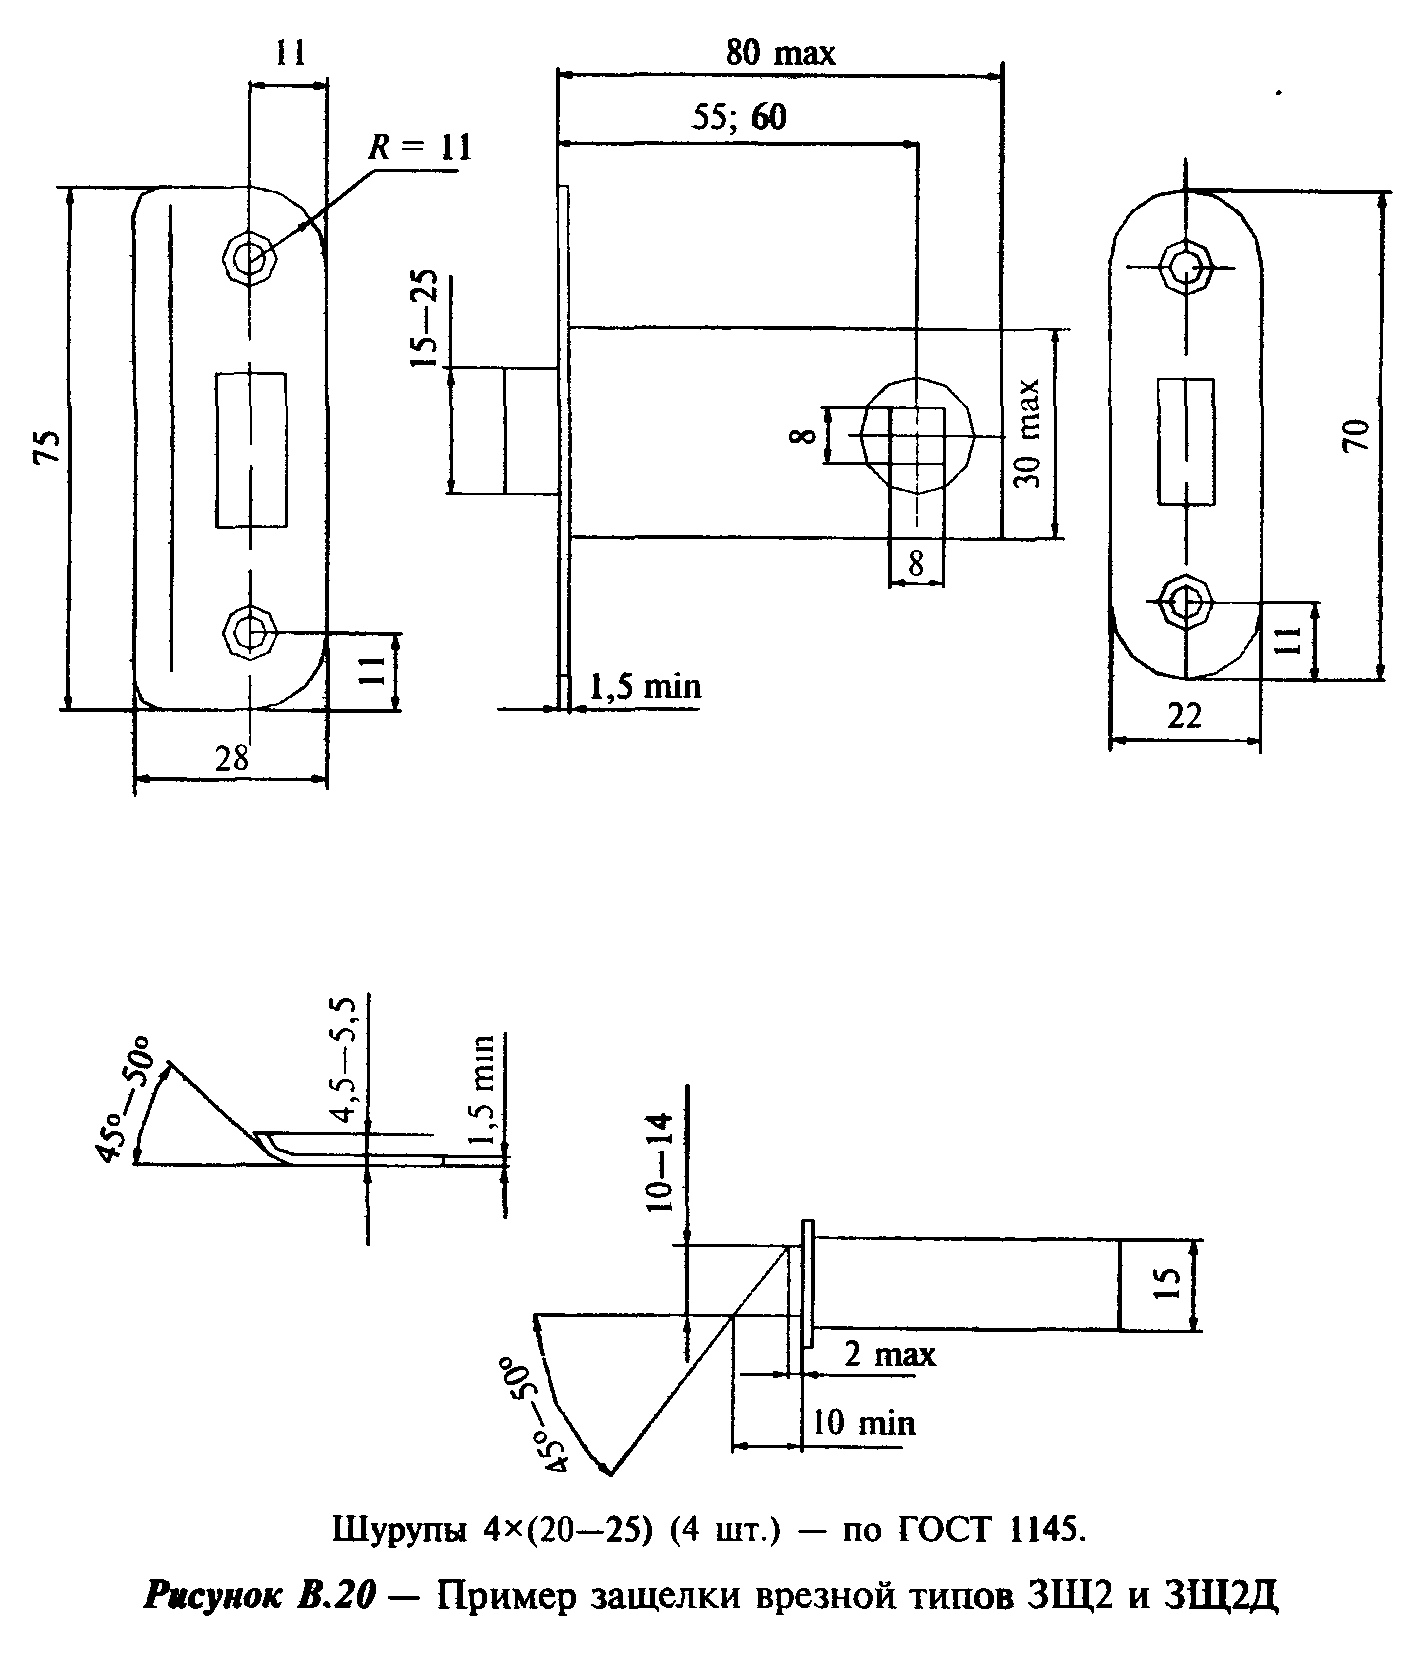 11
80 max
55; 60
R = 11
15—25
75
8
30 max
70
8
11
11
1,5 min
22
28
45°—50°
4,5—5,5
1,5 min
10—14
15
2 max
45°—50°
10 min
Шурупы 4×(20—25) (4 шт.) — по ГОСТ 1145.
Рисунок В.20 — Пример защелки врезной типов ЗЩ2 и ЗЩ2Д